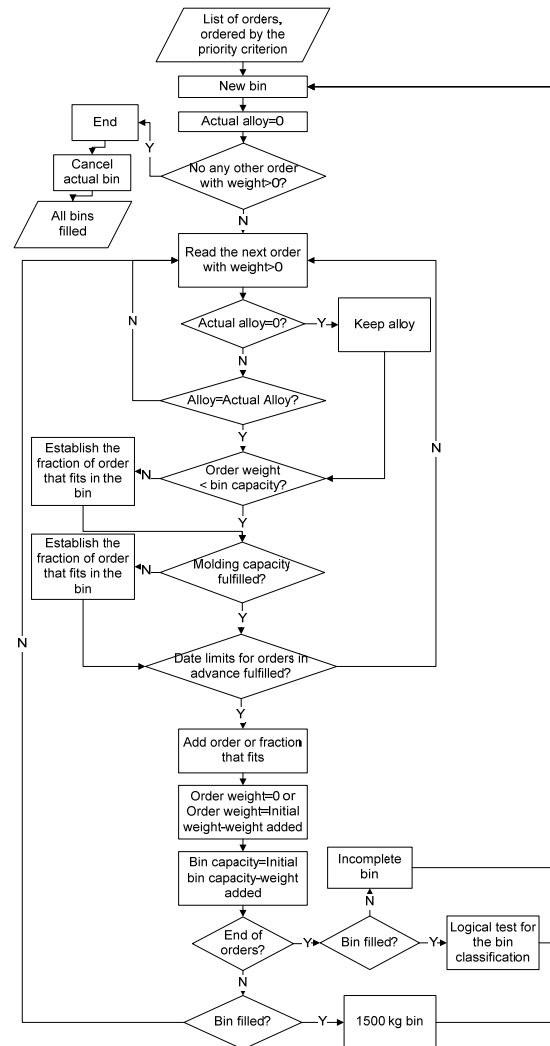 List of orders,
ordered by the
priority criterion
New bin
Actual alloy=0
End
Y
No any other order
with weight>0?
Cancel
actual bin
All bins
filled
N
Read the next order
with weight>0
Actual alloy=0?
Y
Keep alloy
N
N
Alloy=Actual Alloy?
Y
N
Establish the
fraction of order
that fits in the
bin
N
Order weight
< bin capacity?
Y
Establish the
fraction of order
that fits in the
bin
N
Molding capacity
fulfilled?
Y
N
Date limits for orders in
advance fulfilled?
Y
Add order or fraction
that fits
Order weight=0 or
Order weight=Initial
weight-weight added
Bin capacity=Initial
bin capacity-weight
added
Incomplete
bin
N
End of
orders?
Y
Bin filled?
Y
Logical test for
the bin
classification
N
Bin filled?
Y
1500 kg bin